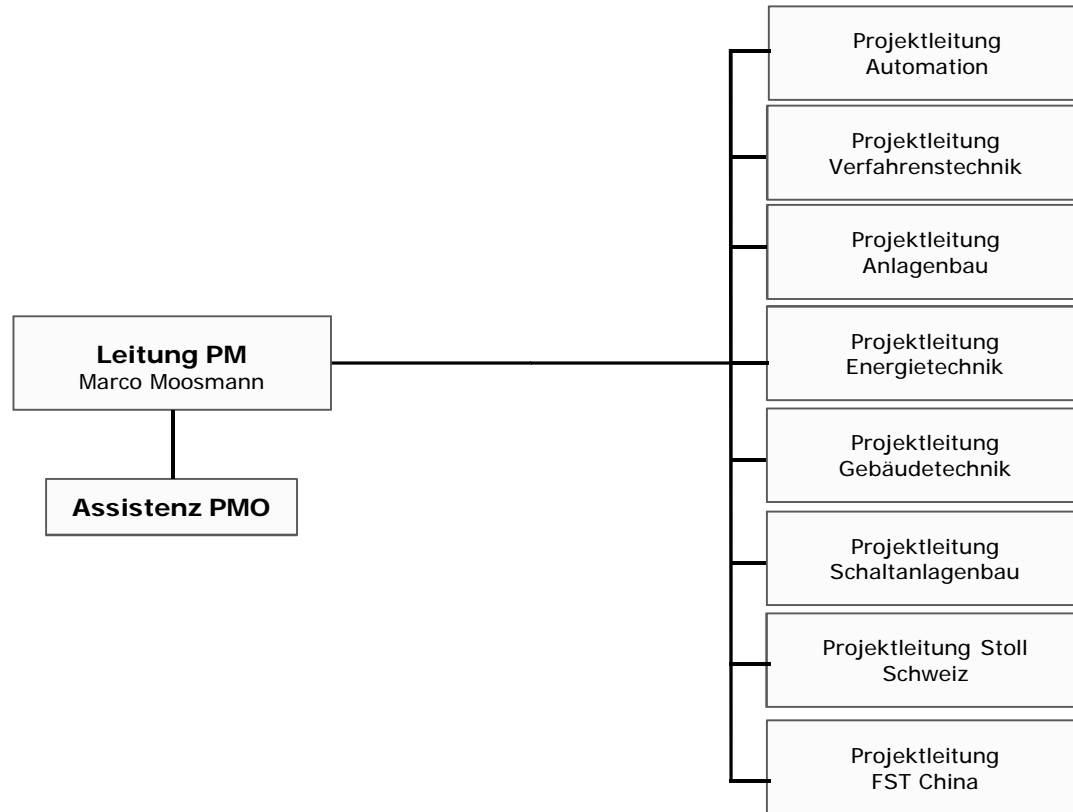 Leitung PM
Marco Moosmann
Assistenz PMO
Projektleitung
Automation
Projektleitung
Verfahrenstechnik
Projektleitung
Anlagenbau
Projektleitung
Energietechnik
Projektleitung
Gebäudetechnik
Projektleitung
Schaltanlagenbau
Projektleitung Stoll
Schweiz
Projektleitung
FST China